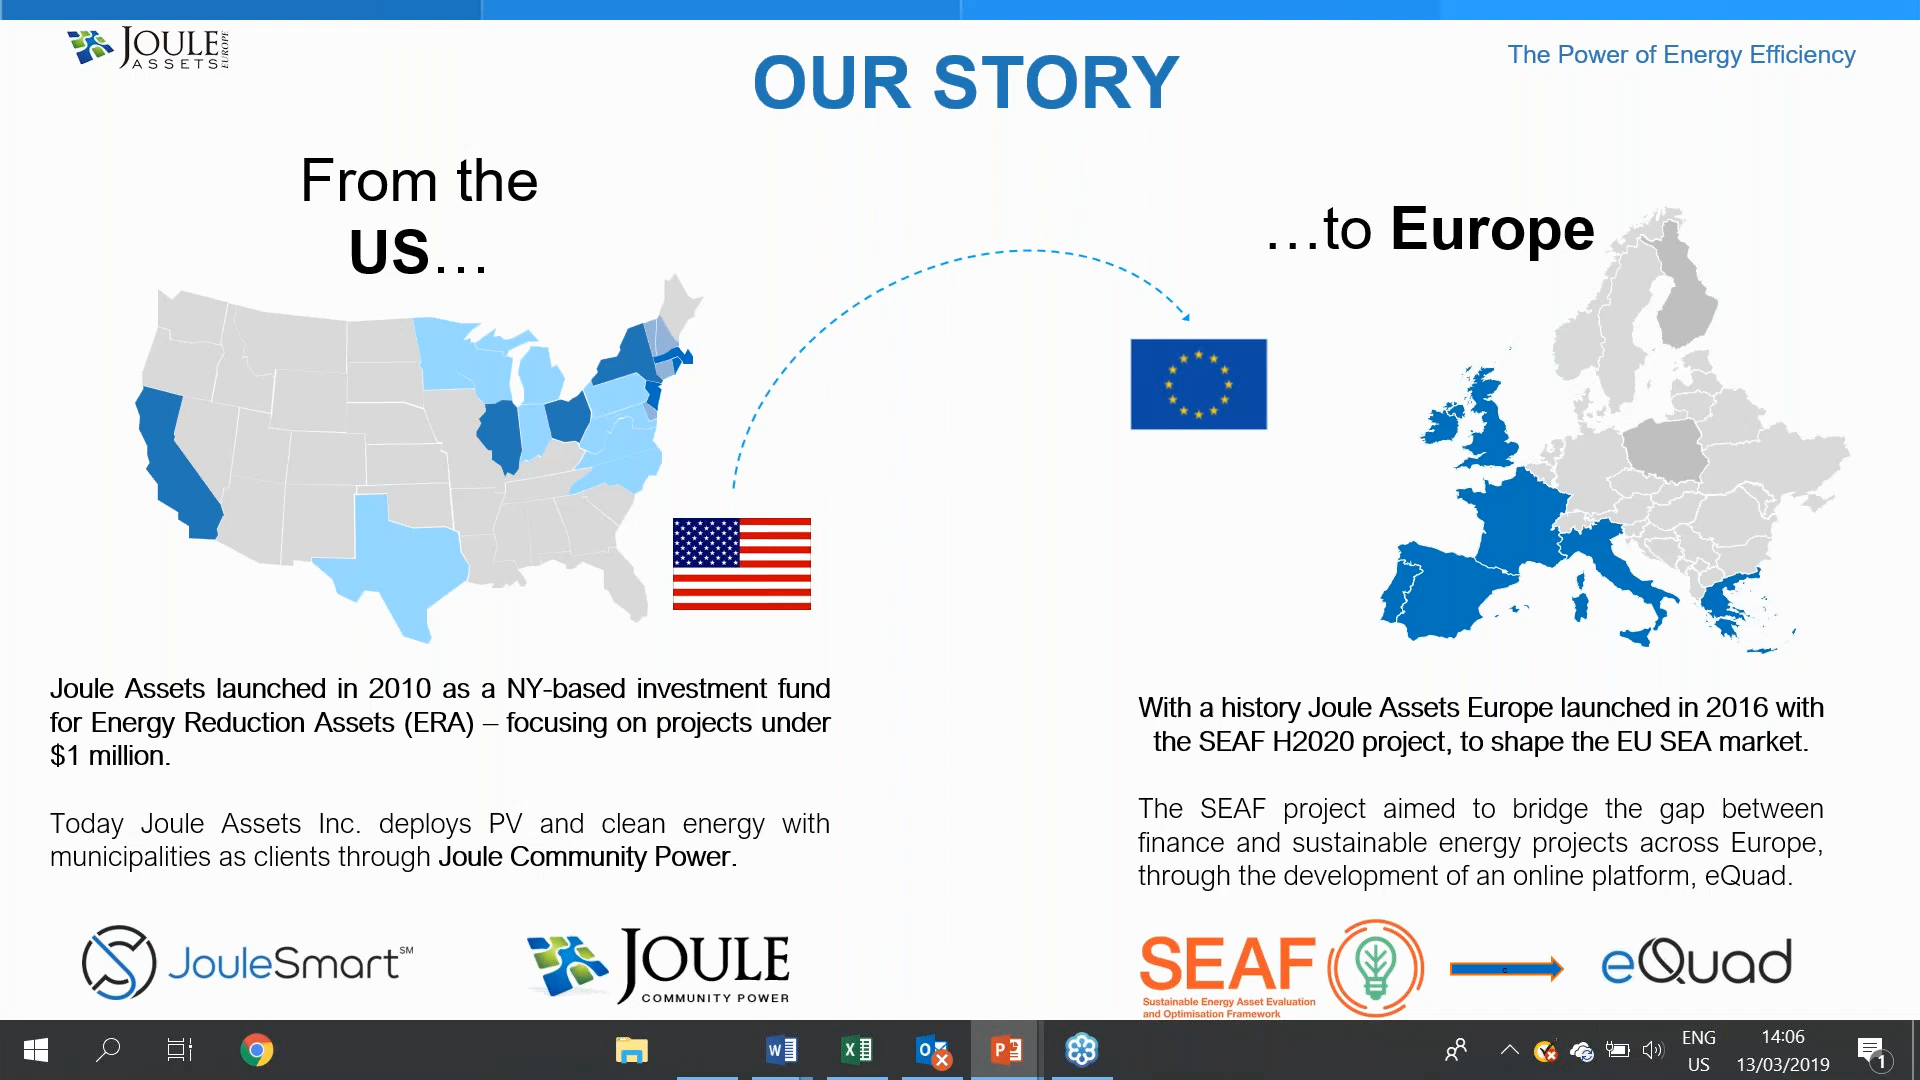 JOULE
ASSETS
EUROPE
The Power of Energy Efficiency
OUR STORY
From the
US…
…to Europe
Joule Assets launched in 2010 as a NY-based investment fund
for Energy Reduction Assets (ERA) – focusing on projects under
$1 million.
Today Joule Assets Inc. deploys PV and clean energy with
municipalities as clients through Joule Community Power.
With a history Joule Assets Europe launched in 2016 with
the SEAF H2020 project, to shape the EU SEA market.
The SEAF project aimed to bridge the gap between
finance and sustainable energy projects across Europe,
through the development of an online platform, eQuad.
JouleSmart℠
JOULE
COMMUNITY POWER
SEAF
Sustainable Energy Asset Evaluation
and Optimisation Framework
c
eQuad
ENG
US
14:06
13/03/2019
1